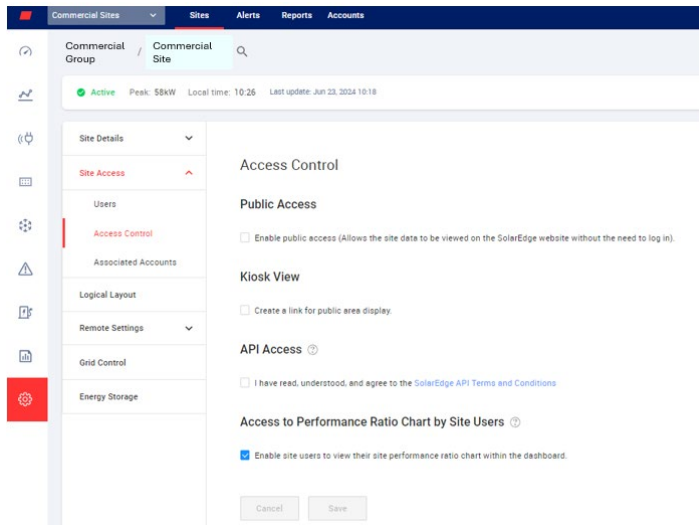 Commercial Sites
Sites Alerts Reports Accounts
Commercial Group / Commercial Site
Active Peak: 58kW Local time: 10:26 Last update: Jun 23, 2024 10:18
Site Details
Site Access
Users
Access Control
Associated Accounts
Logical Layout
Remote Settings
Grid Control
Energy Storage
Access Control
Public Access
Enable public access (Allows the site data to be viewed on the SolarEdge website without the need to log in).
Kiosk View
Create a link for public area display.
API Access
I have read, understood, and agree to the SolarEdge API Terms and Conditions
Access to Performance Ratio Chart by Site Users
Enable site users to view their site performance ratio chart within the dashboard.
Cancel Save